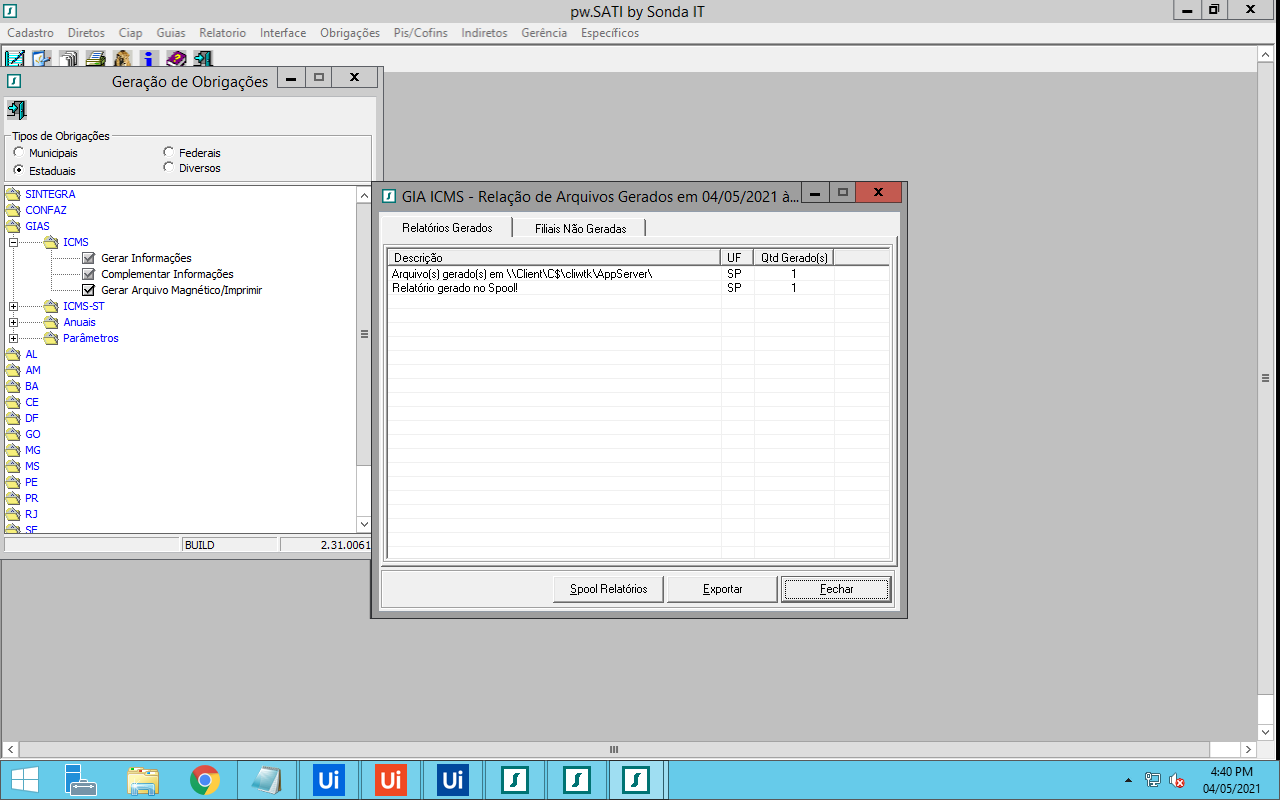 pw.SATI by Sonda IT
Cadastro Diretos Ciap Guias Relatorio Interface Obrigações Pis/Cofins Indiretos Gerência Específicos
Geração de Obrigações
Tipos de Obrigações
Municipais Federais
Estaduais Diversos
SINTEGRA
CONFAZ
GIAS
ICMS
Gerar Informações
Complementar Informações
Gerar Arquivo Magnético/Imprimir
ICMS-ST
Anuais
Parâmetros
AL
AM
BA
CE
DF
GO
MG
MS
PE
PR
RJ
SE
BUILD 2.31.0061
GIA ICMS - Relação de Arquivos Gerados em 04/05/2021 à...
Relatórios Gerados Filiais Não Geradas
Descrição UF Qtd Gerado(s)
Arquivo(s) gerado(s) em \\Client\C$\cliwtk\AppServer\ SP 1
Relatório gerado no Spool! SP 1
Spool Relatórios Exportar Fechar
Ui Ui Ui
4:40 PM
04/05/2021